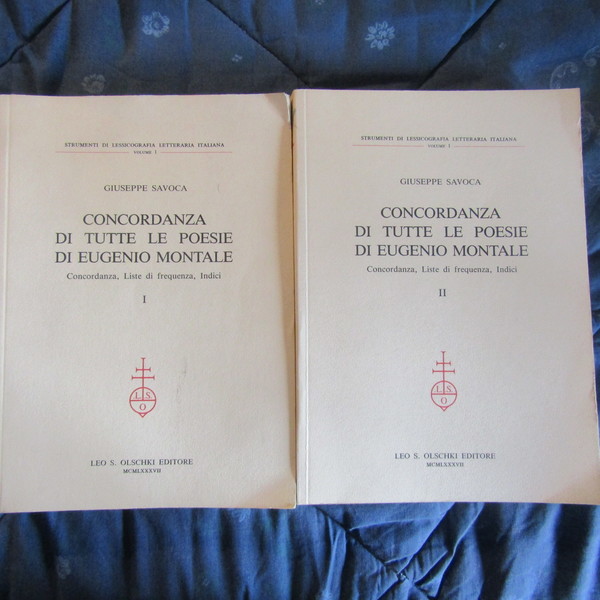 STRUMENTI DI LESSICOGRAFIA LETTERARIA ITALIANA
VOLUME 1
GIUSEPPE SAVOCA
CONCORDANZA
DI TUTTE LE POESIE
DI EUGENIO MONTALE
Concordanza, Liste di frequenza, Indici
I
L S
O
LEO S. OLSCHKI EDITORE
MCMLXXXVII
STRUMENTI DI LESSICOGRAFIA LETTERARIA ITALIANA
VOLUME 1
GIUSEPPE SAVOCA
CONCORDANZA
DI TUTTE LE POESIE
DI EUGENIO MONTALE
Concordanza, Liste di frequenza, Indici
II
L S
O
LEO S. OLSCHKI EDITORE
MCMLXXXVII